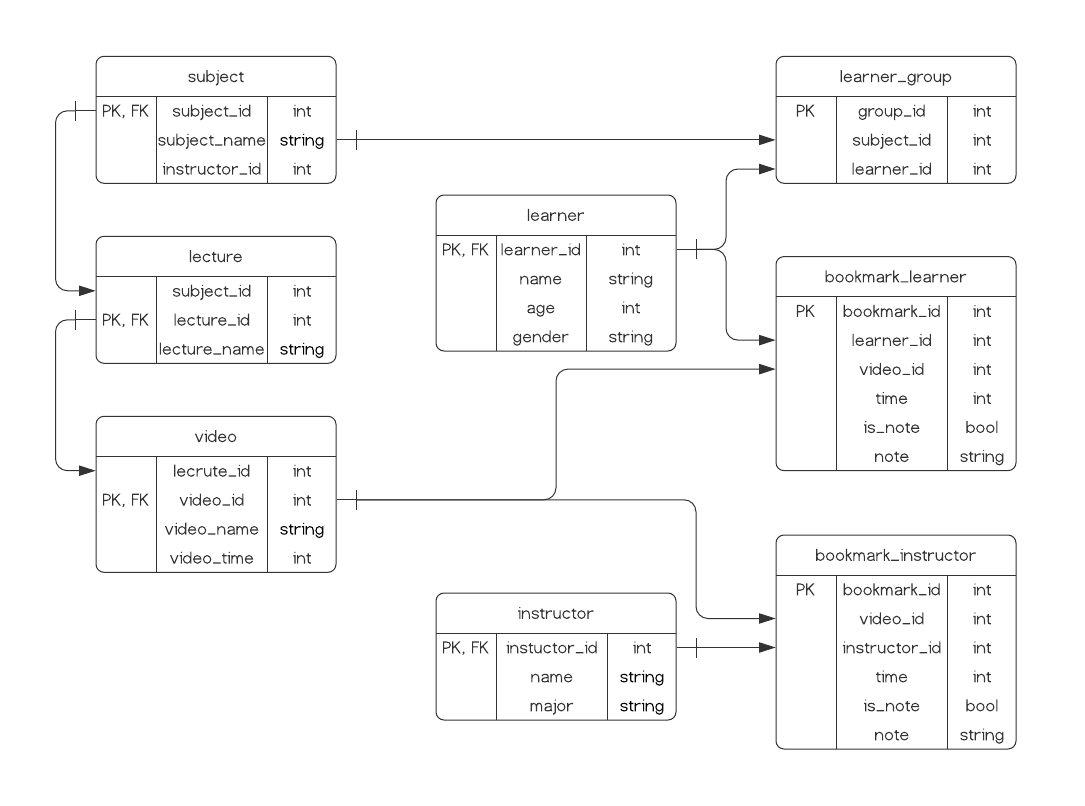 subject
PK, FK subject_id int
subject_name string
instructor_id int
learner_group
PK group_id int
subject_id int
learner_id int
learner
PK, FK learner_id int
name string
age int
gender string
lecture
subject_id int
PK, FK lecture_id int
lecture_name string
bookmark_learner
PK bookmark_id int
learner_id int
video_id int
time int
is_note bool
note string
video
lecrute_id int
PK, FK video_id int
video_name string
video_time int
bookmark_instructor
PK bookmark_id int
video_id int
instructor_id int
time int
is_note bool
note string
instructor
PK, FK instuctor_id int
name string
major string